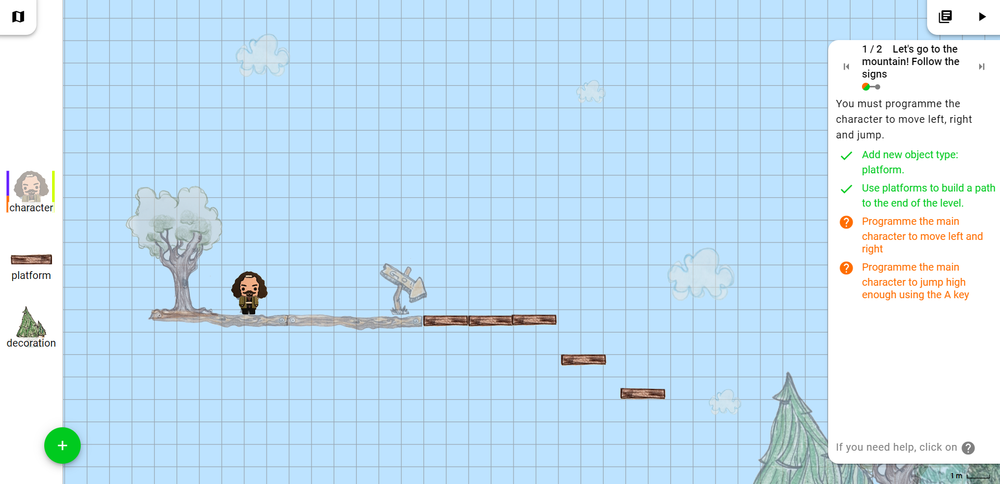 character
platform
decoration
1 / 2 Let's go to the
mountain! Follow the
signs
You must programme the
character to move left, right
and jump.
Add new object type:
platform.
Use platforms to build a path
to the end of the level.
Programme the main
character to move left and
right
Programme the main
character to jump high
enough using the A key
If you need help, click on
1 m